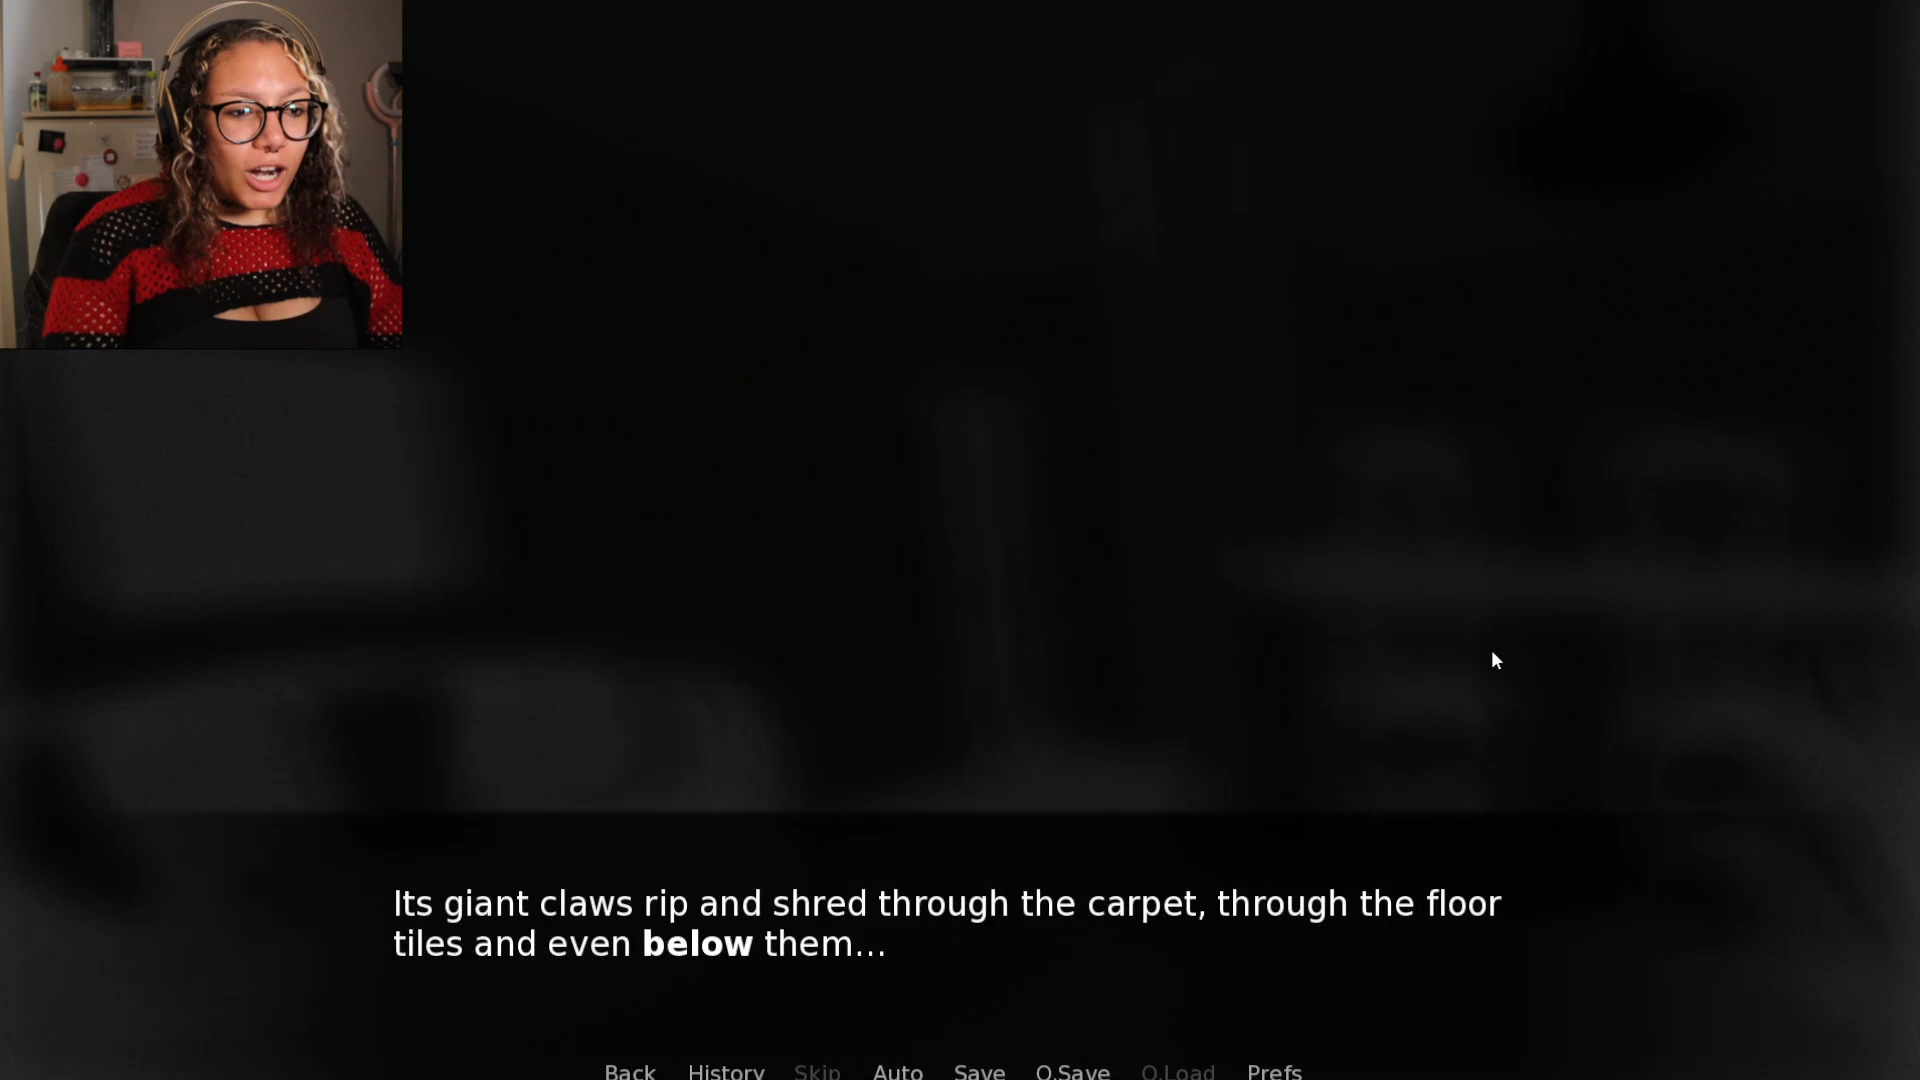 Its giant claws rip and shred through the carpet, through the floor
tiles and even below them...
Back History Skip Auto Save Q.Save Q.Load Prefs